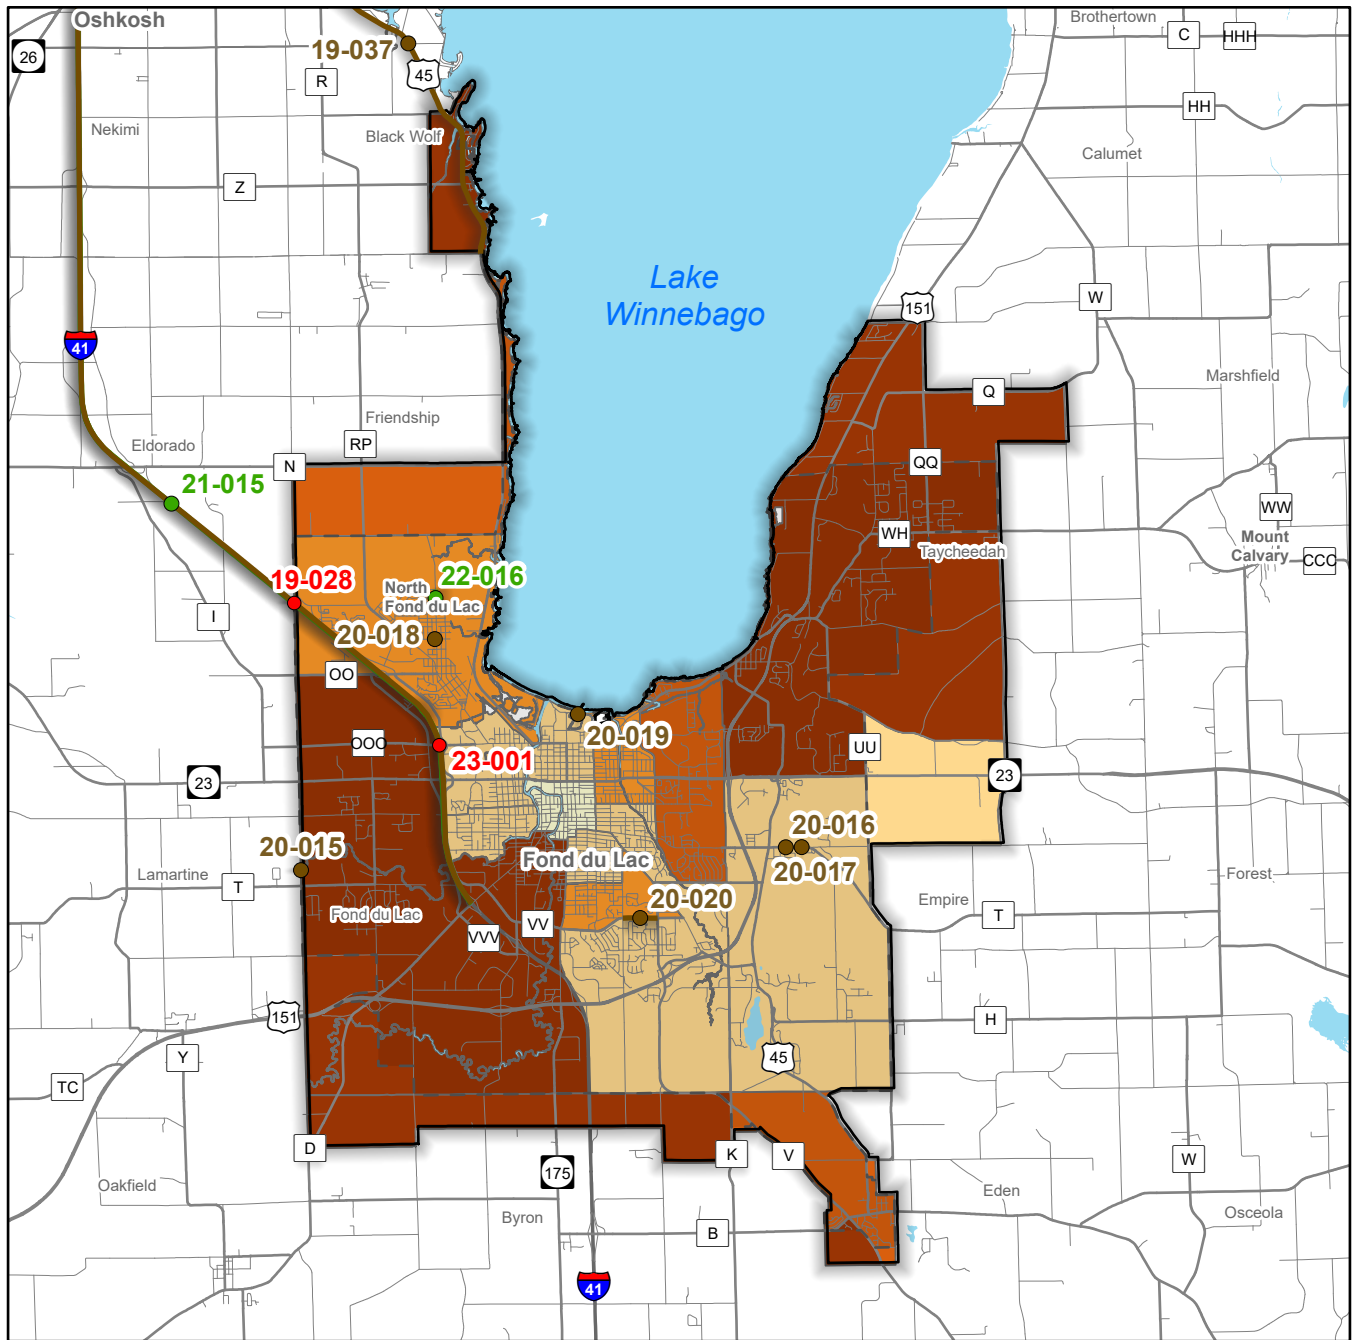 Oshkosh
Brothertown
C
HHH
19-037
26
45
R
HH
Nekimi
Black Wolf
Calumet
Z
Lake
Winnebago
W
151
41
Marshfield
Q
Friendship
Eldorado
RP
N
QQ
21-015
WW
WH
Mount
Calvary
Taycheedah
CCC
19-028
22-016
North
Fond du Lac
I
20-018
OO
20-019
OOO
UU
23-001
23
23
20-015
20-016
Fond du Lac
20-017
Lamartine
T
Forest
20-020
Empire
T
Fond du Lac
VV
VVV
151
H
Y
45
TC
D
K
V
W
175
Oakfield
Eden
Byron
Osceola
B
41